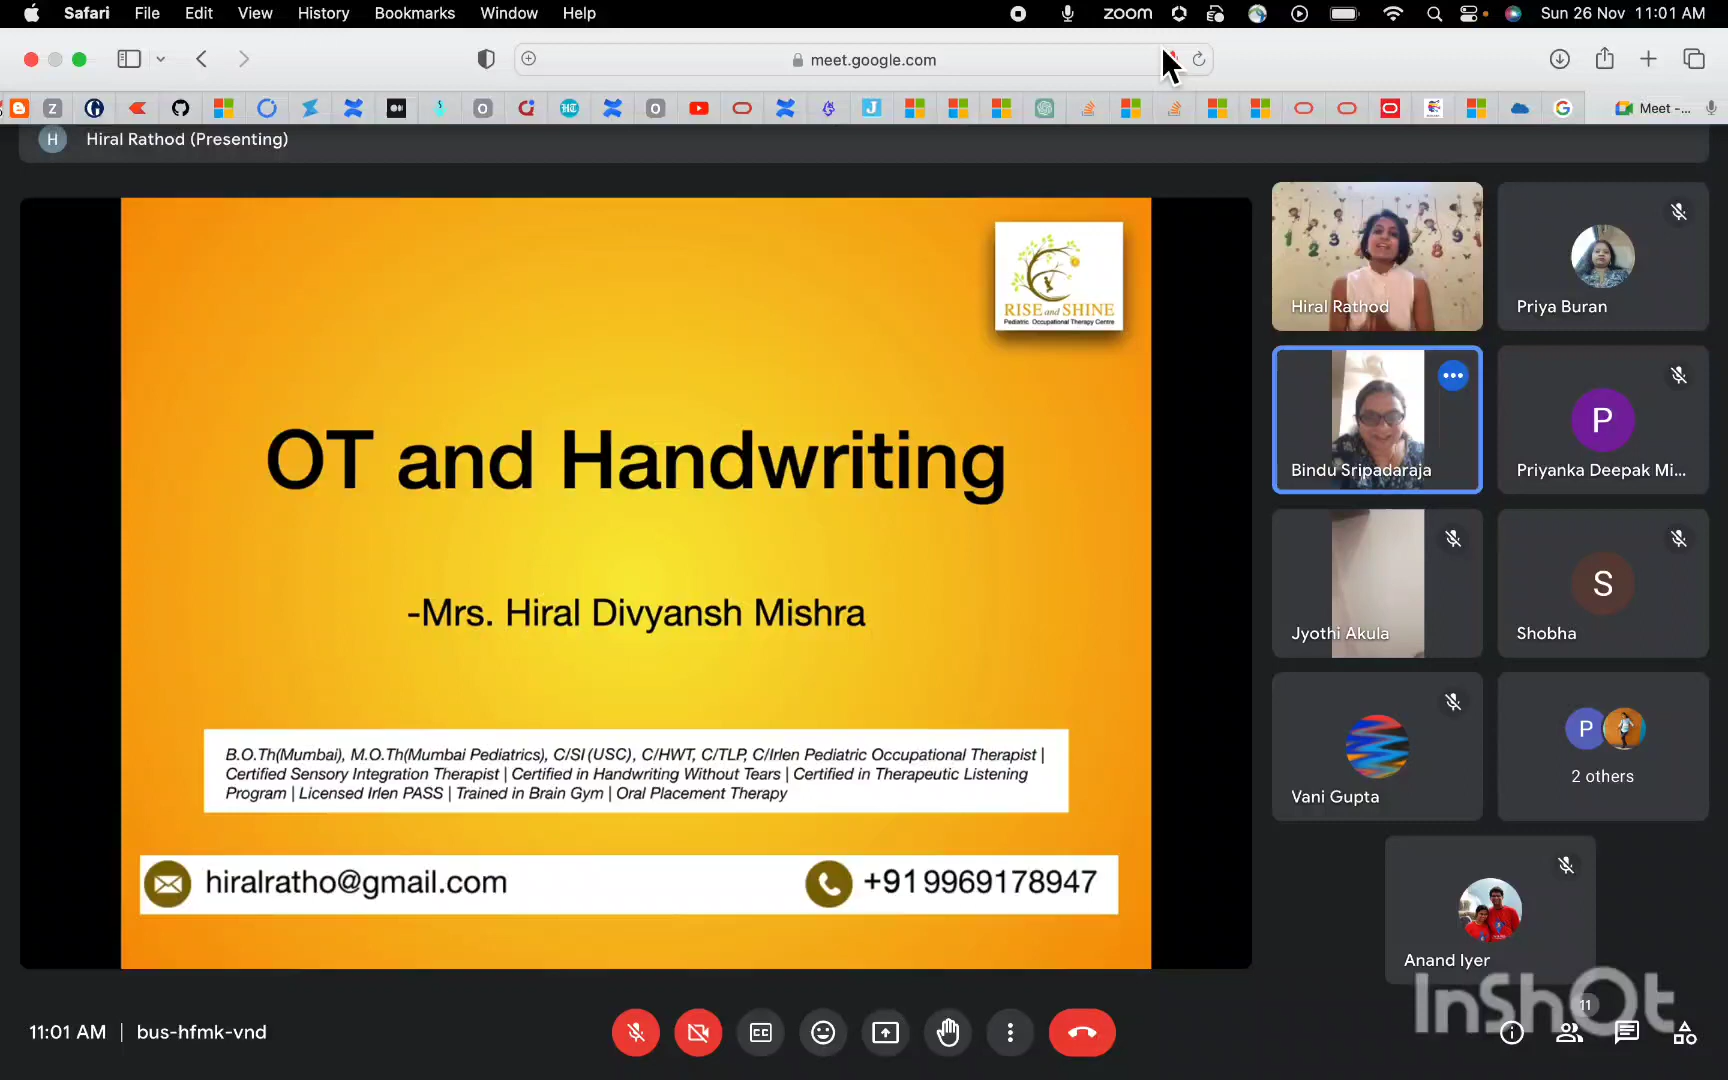 Safari File Edit View History Bookmarks Window Help
zoom
Sun 26 Nov 11:01 AM
meet.google.com
Meet -...
H Hiral Rathod (Presenting)
RISE and SHINE
Pediatric Occupational Therapy Centre
OT and Handwriting
-Mrs. Hiral Divyansh Mishra
B.O.Th(Mumbai), M.O.Th(Mumbai Pediatrics), C/SI(USC), C/HWT, C/TLP, C/Irlen Pediatric Occupational Therapist |
Certified Sensory Integration Therapist | Certified in Handwriting Without Tears | Certified in Therapeutic Listening
Program | Licensed Irlen PASS | Trained in Brain Gym | Oral Placement Therapy
hiralratho@gmail.com
+919969178947
Hiral Rathod
Priya Buran
Bindu Sripadaraja
P
Priyanka Deepak Mi...
Jyothi Akula
S
Shobha
Vani Gupta
P
2 others
Anand Iyer
InShOt
11
11:01 AM | bus-hfmk-vnd